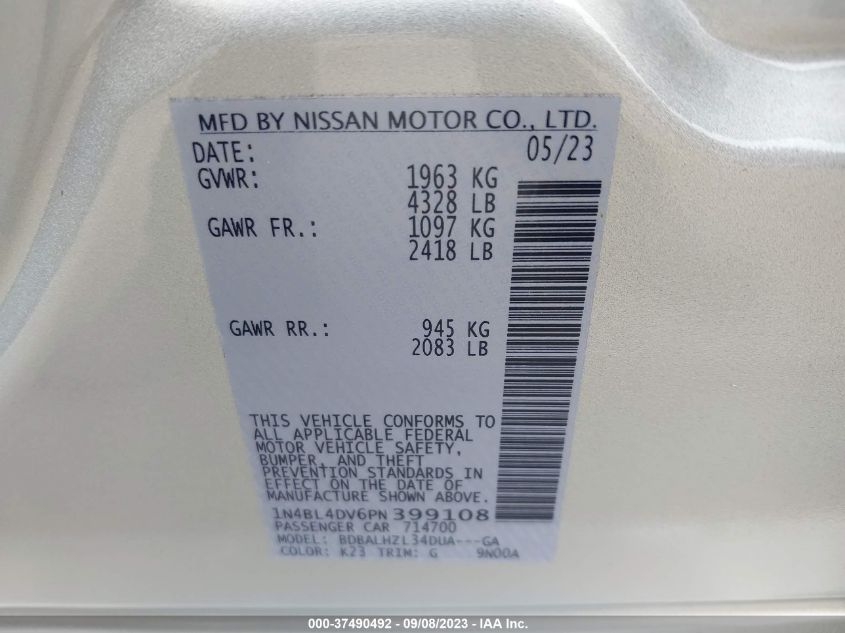 MFD BY NISSAN MOTOR CO., LTD.
DATE: 05/23
GVWR: 1963 KG
4328 LB
GAWR FR.: 1097 KG
2418 LB
GAWR RR.: 945 KG
2083 LB
THIS VEHICLE CONFORMS TO
ALL APPLICABLE FEDERAL
MOTOR VEHICLE SAFETY,
BUMPER, AND THEFT
PREVENTION STANDARDS IN
EFFECT ON THE DATE OF
MANUFACTURE SHOWN ABOVE.
1N4BL4DV6PN399108
PASSENGER CAR 714700
MODEL: BDBALHZL34DUA---GA
COLOR: K23 TRIM: G 9N00A
000-37490492 - 09/08/2023 - IAA Inc.